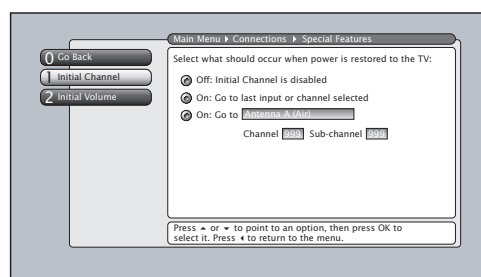 Main Menu ▸ Connections ▸ Special Features
0 Go Back
1 Initial Channel
2 Initial Volume
Select what should occur when power is restored to the TV:
Off: Initial Channel is disabled
On: Go to last input or channel selected
On: Go to Antenna A (Air)
Channel 999 Sub-channel 999
Press ▲ or ▼ to point to an option, then press OK to
select it. Press ◂ to return to the menu.